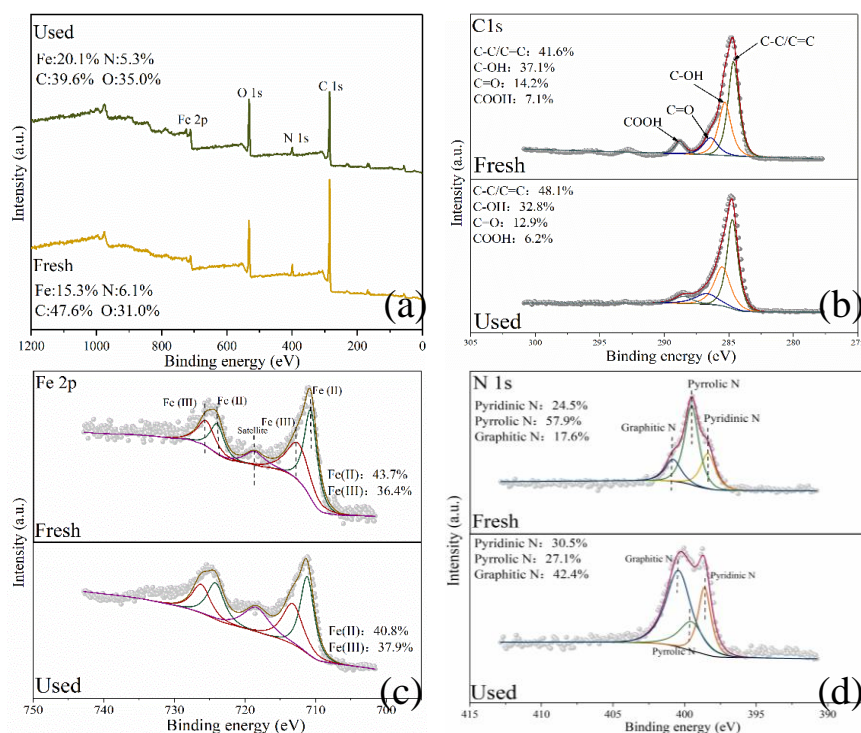 Used
Fe:20.1% N:5.3%
C:39.6% O:35.0%
C 1s
O 1s
Fe 2p
N 1s
Fresh
Fe:15.3% N:6.1%
C:47.6% O:31.0%
(a)
Intensity (a.u.)
1200 1000 800 600 400 200 0
Binding energy (eV)
C1s
C-C/C=C: 41.6%
C-OH: 37.1%
C=O: 14.2%
COOH: 7.1%
C-C/C=C
C-OH
C=O
COOH
Fresh
C-C/C=C: 48.1%
C-OH: 32.8%
C=O: 12.9%
COOH: 6.2%
Used
(b)
Intensity (a.u.)
305 301 297 293 289 285 281 27
Binding energy (eV)
Fe 2p
Fe (III)
Fe (II)
Satellite
Fe (III)
Fe (II)
Fe(II): 43.7%
Fe(III): 36.4%
Fresh
Fe(II): 40.8%
Fe(III): 37.9%
Used
(c)
Intensity (a.u.)
750 740 730 720 710 700
Binding energy (eV)
N 1s
Pyridinic N: 24.5%
Pyrrolic N: 57.9%
Graphitic N: 17.6%
Pyrrolic N
Graphitic N
Pyridinic N
Fresh
Pyridinic N: 30.5%
Pyrrolic N: 27.1%
Graphitic N: 42.4%
Graphitic N
Pyridinic N
Pyrrolic N
Used
(d)
Intensity (a.u.)
415 410 405 399 395 390
Binding energy (eV)